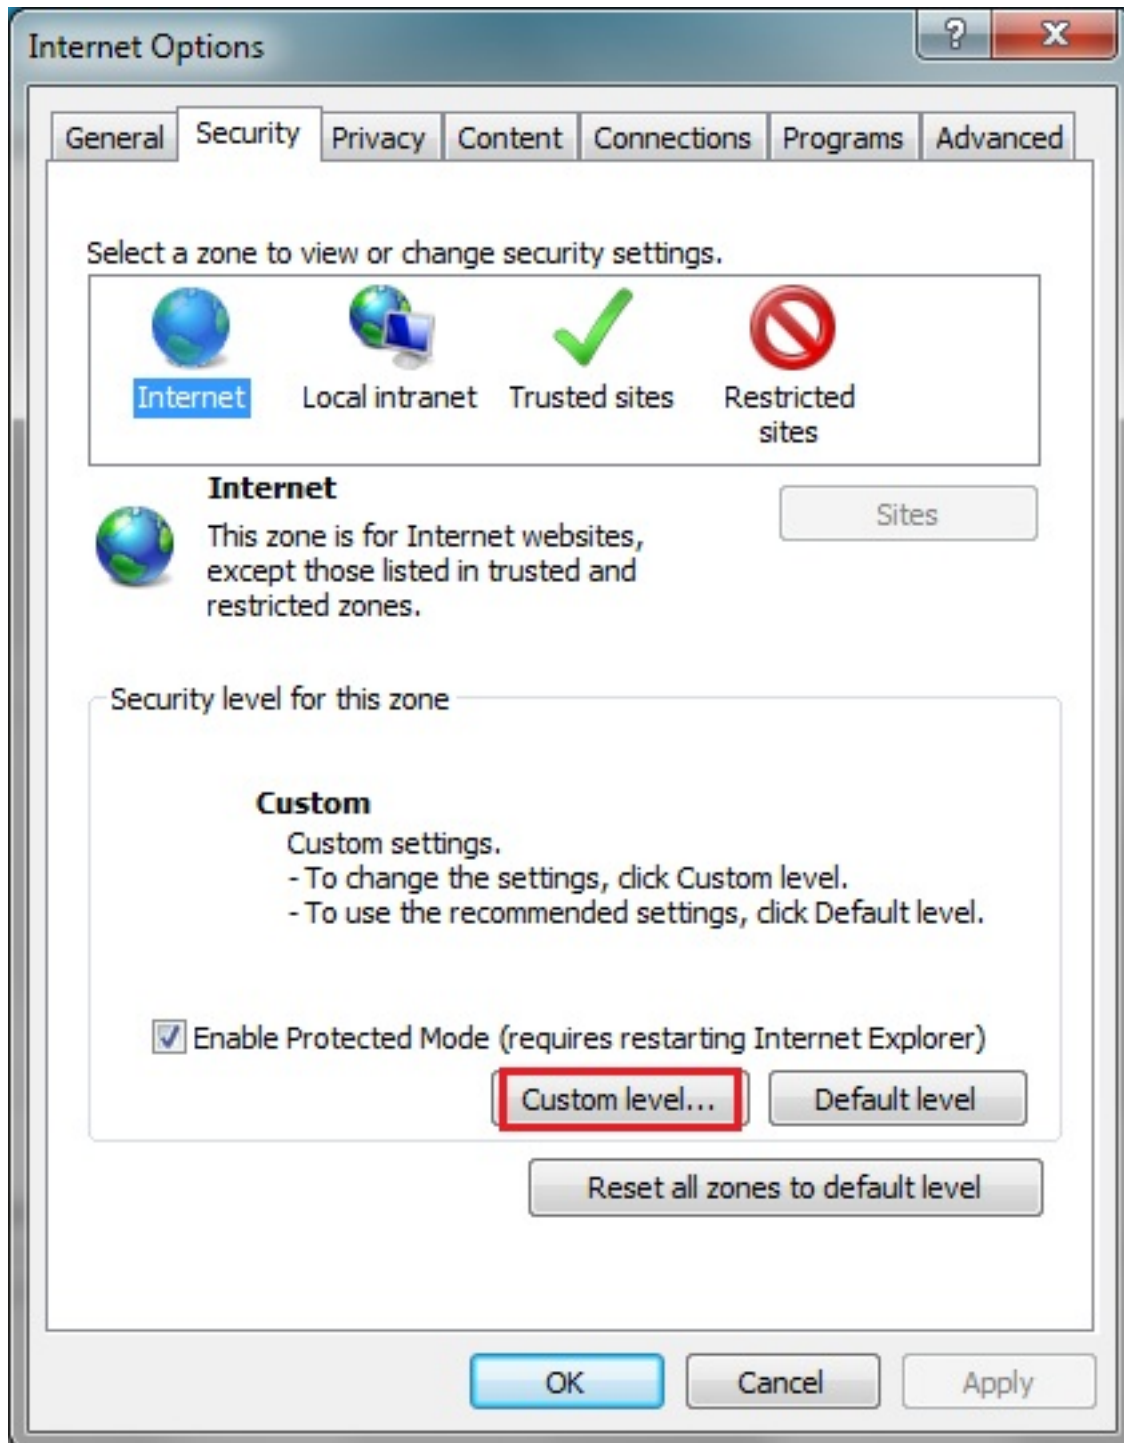 Internet Options
General Security Privacy Content Connections Programs Advanced
Select a zone to view or change security settings.
Internet Local intranet Trusted sites Restricted
sites
Internet
Sites
This zone is for Internet websites,
except those listed in trusted and
restricted zones.
Security level for this zone
Custom
Custom settings.
- To change the settings, click Custom level.
- To use the recommended settings, click Default level.
Enable Protected Mode (requires restarting Internet Explorer)
Custom level... Default level
Reset all zones to default level
OK Cancel Apply